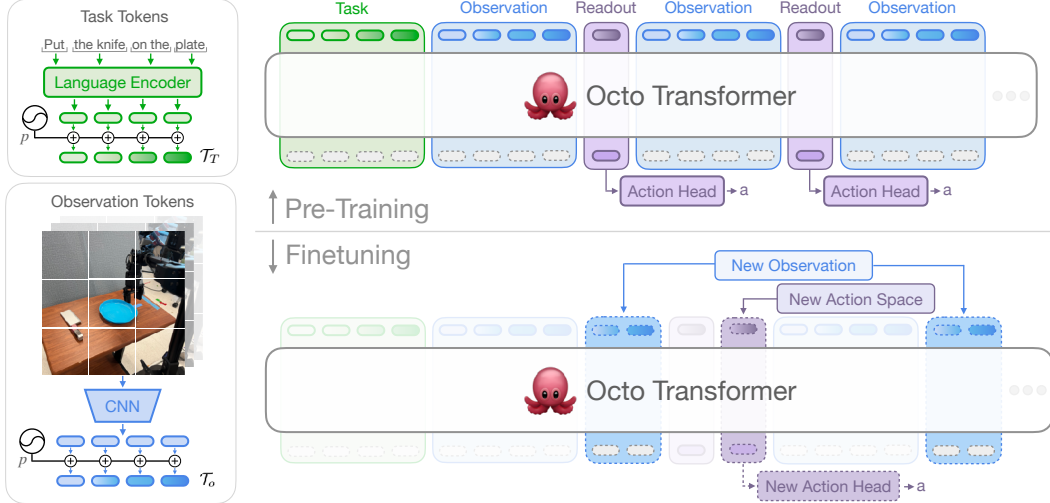 Task Tokens
Put the knife on the plate
Language Encoder
p
𝒯_T
Observation Tokens
CNN
p
𝒯_o
Task Observation Readout Observation Readout Observation
Octo Transformer
Action Head a Action Head a
Pre-Training
Finetuning
New Observation
New Action Space
Octo Transformer
New Action Head a